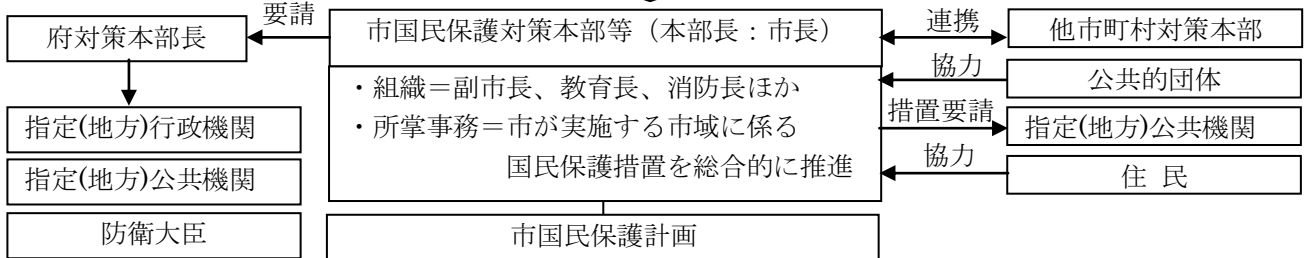 要請
府対策本部長
市国民保護対策本部等（本部長：市長）
連携
他市町村対策本部
・組織＝副市長、教育長、消防長ほか
協力
公共的団体
指定(地方)行政機関
・所掌事務＝市が実施する市域に係る
国民保護措置を総合的に推進
措置要請
指定(地方)公共機関
指定(地方)公共機関
協力
住 民
防衛大臣
市国民保護計画